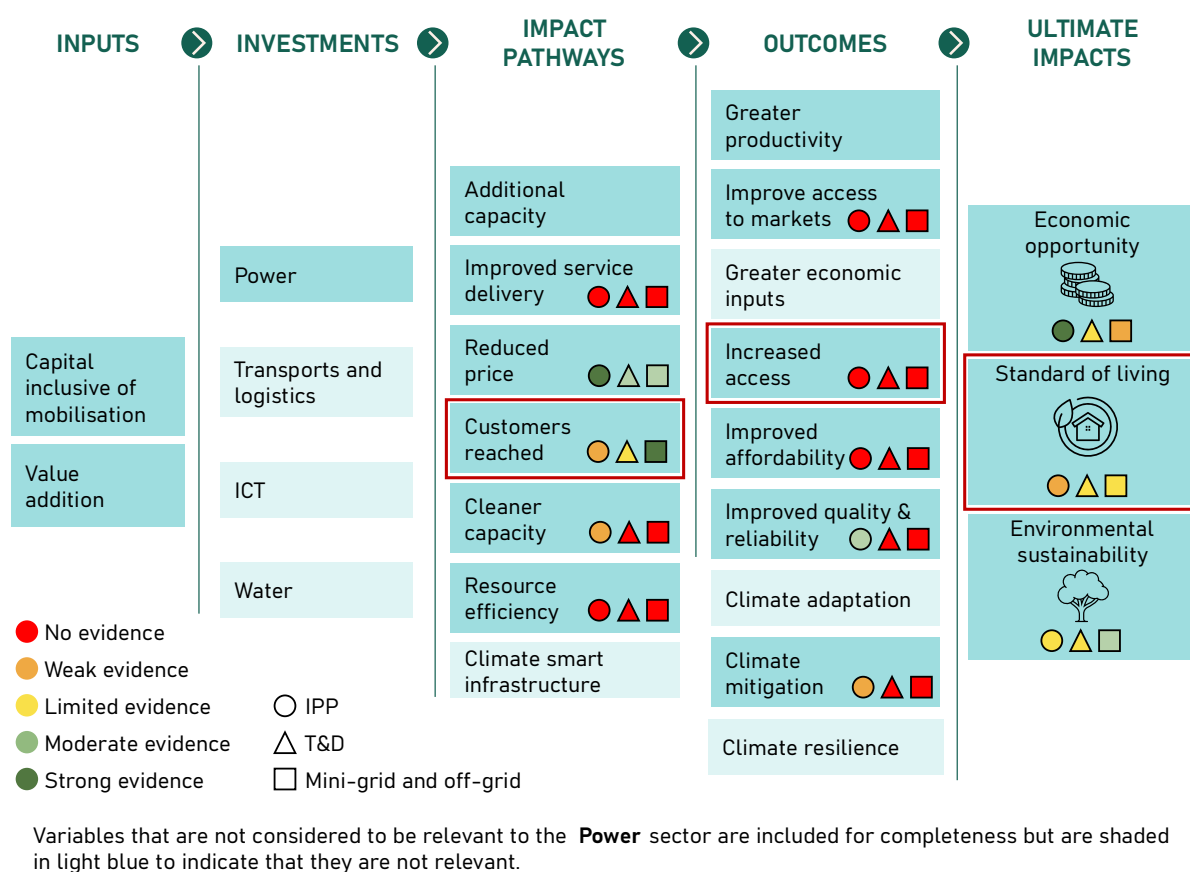 INPUTS
INVESTMENTS
IMPACT
PATHWAYS
OUTCOMES
ULTIMATE
IMPACTS
Capital
inclusive of
mobilisation
Value
addition
Power
Transports and
logistics
ICT
Water
Additional
capacity
Improved service
delivery
Reduced
price
Customers
reached
Cleaner
capacity
Resource
efficiency
Climate smart
infrastructure
Greater
productivity
Improve access
to markets
Greater economic
inputs
Increased
access
Improved
affordability
Improved quality &
reliability
Climate adaptation
Climate
mitigation
Climate resilience
Economic
opportunity
Standard of living
Environmental
sustainability
No evidence
Weak evidence
Limited evidence
Moderate evidence
Strong evidence
IPP
T&D
Mini-grid and off-grid
Variables that are not considered to be relevant to the Power sector are included for completeness but are shaded
in light blue to indicate that they are not relevant.